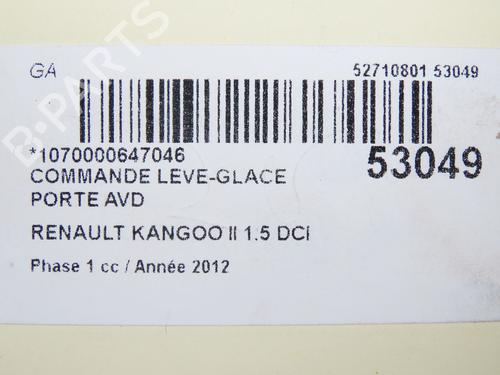 GA
52710801 53049
*1070000647046
53049
COMMANDE LEVE-GLACE
PORTE AVD
RENAULT KANGOO II 1.5 DCI
Phase 1 cc / Année 2012
B-PARTS